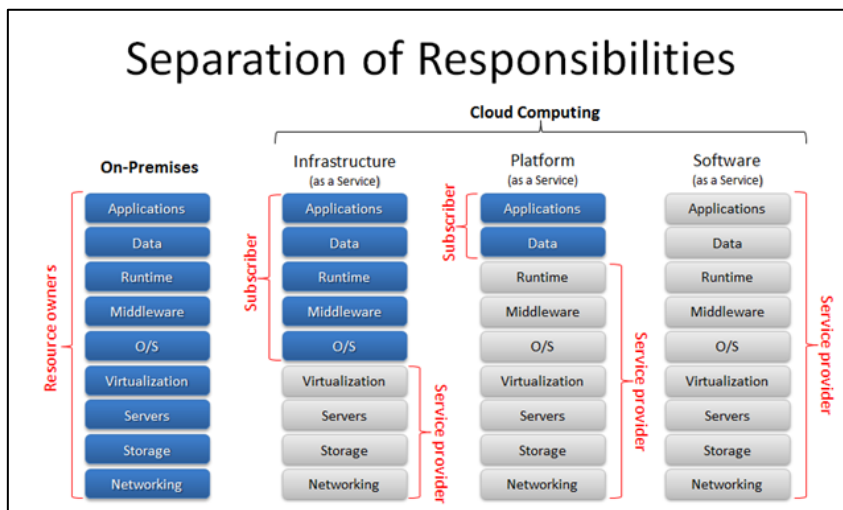 Separation of Responsibilities
Cloud Computing
On-Premises
Applications
Data
Runtime
Middleware
O/S
Virtualization
Servers
Storage
Networking
Resource owners
Infrastructure
(as a Service)
Applications
Data
Runtime
Middleware
O/S
Virtualization
Servers
Storage
Networking
Subscriber
Service provider
Platform
(as a Service)
Applications
Data
Runtime
Middleware
O/S
Virtualization
Servers
Storage
Networking
Subscriber
Service provider
Software
(as a Service)
Applications
Data
Runtime
Middleware
O/S
Virtualization
Servers
Storage
Networking
Service provider